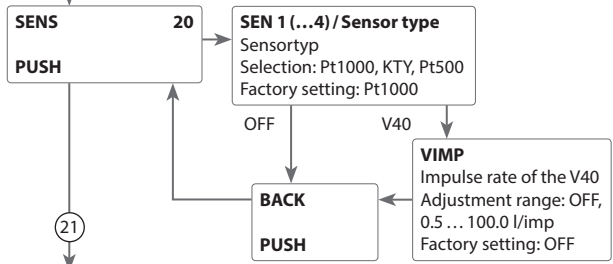 SENS 20
PUSH
SEN 1 (...4) / Sensor type
Sensortyp
Selection: Pt1000, KTY, Pt500
Factory setting: Pt1000
OFF V40
VIMP
Impulse rate of the V40
Adjustment range: OFF,
0.5 ... 100.0 l/imp
Factory setting: OFF
BACK
PUSH
21